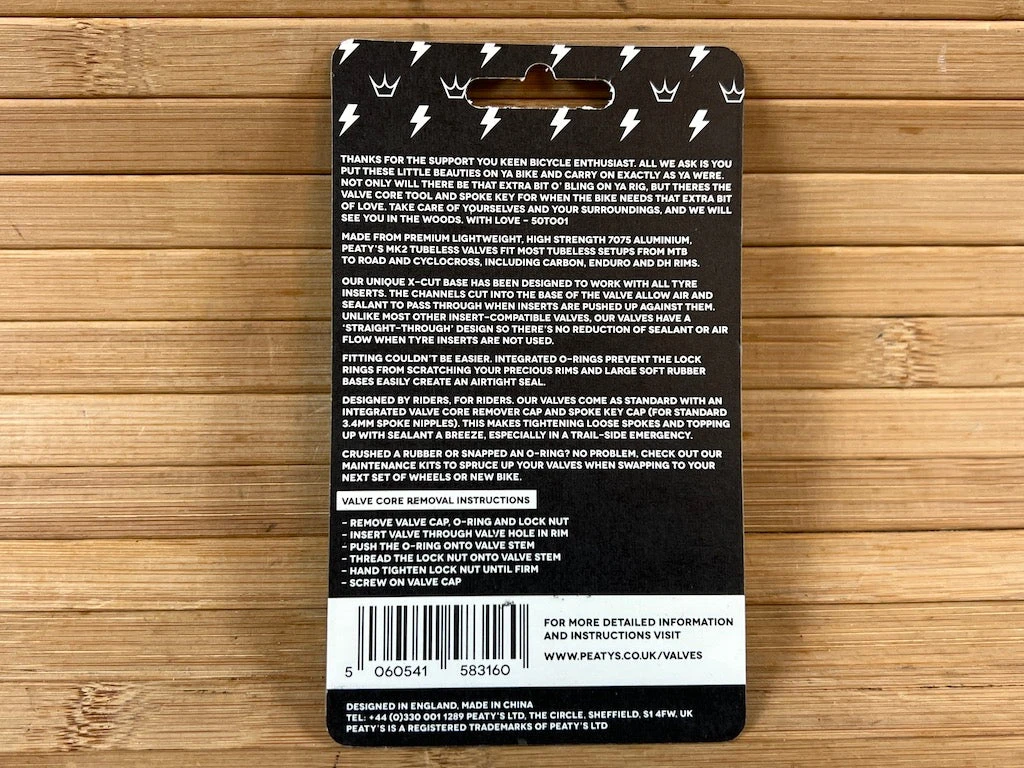 THANKS FOR THE SUPPORT YOU KEEN BICYCLE ENTHUSIAST. ALL WE ASK IS YOU
PUT THESE LITTLE BEAUTIES ON YA BIKE AND CARRY ON EXACTLY AS YA WERE.
NOT ONLY WILL THERE BE THAT EXTRA BIT O' BLING ON YA RIG, BUT THERES THE
VALVE CORE TOOL AND SPOKE KEY FOR WHEN THE BIKE NEEDS THAT EXTRA BIT
OF LOVE. TAKE CARE OF YOURSELVES AND YOUR SURROUNDINGS, AND WE WILL
SEE YOU IN THE WOODS. WITH LOVE - 50TO01
MADE FROM PREMIUM LIGHTWEIGHT, HIGH STRENGTH 7075 ALUMINIUM,
PEATY'S MK2 TUBELESS VALVES FIT MOST TUBELESS SETUPS FROM MTB
TO ROAD AND CYCLOCROSS, INCLUDING CARBON, ENDURO AND DH RIMS.
OUR UNIQUE X-CUT BASE HAS BEEN DESIGNED TO WORK WITH ALL TYRE
INSERTS. THE CHANNELS CUT INTO THE BASE OF THE VALVE ALLOW AIR AND
SEALANT TO PASS THROUGH WHEN INSERTS ARE PUSHED UP AGAINST THEM.
UNLIKE MOST OTHER INSERT-COMPATIBLE VALVES, OUR VALVES HAVE A
'STRAIGHT-THROUGH' DESIGN SO THERE'S NO REDUCTION OF SEALANT OR AIR
FLOW WHEN TYRE INSERTS ARE NOT USED.
FITTING COULDN'T BE EASIER. INTEGRATED O-RINGS PREVENT THE LOCK
RINGS FROM SCRATCHING YOUR PRECIOUS RIMS AND LARGE SOFT RUBBER
BASES EASILY CREATE AN AIRTIGHT SEAL.
DESIGNED BY RIDERS, FOR RIDERS. OUR VALVES COME AS STANDARD WITH AN
INTEGRATED VALVE CORE REMOVER CAP AND SPOKE KEY CAP (FOR STANDARD
3.4MM SPOKE NIPPLES). THIS MAKES TIGHTENING LOOSE SPOKES AND TOPPING
UP WITH SEALANT A BREEZE, ESPECIALLY IN A TRAIL-SIDE EMERGENCY.
CRUSHED A RUBBER OR SNAPPED AN O-RING? NO PROBLEM. CHECK OUT OUR
MAINTENANCE KITS TO SPRUCE UP YOUR VALVES WHEN SWAPPING TO YOUR
NEXT SET OF WHEELS OR NEW BIKE.
VALVE CORE REMOVAL INSTRUCTIONS
- REMOVE VALVE CAP, O-RING AND LOCK NUT
- INSERT VALVE THROUGH VALVE HOLE IN RIM
- PUSH THE O-RING ONTO VALVE STEM
- THREAD THE LOCK NUT ONTO VALVE STEM
- HAND TIGHTEN LOCK NUT UNTIL FIRM
- SCREW ON VALVE CAP
5 060541 583160
FOR MORE DETAILED INFORMATION
AND INSTRUCTIONS VISIT
WWW.PEATYS.CO.UK/VALVES
DESIGNED IN ENGLAND, MADE IN CHINA
TEL: +44 (0)330 001 1289 PEATY'S LTD, THE CIRCLE, SHEFFIELD, S1 4FW, UK
PEATY'S IS A REGISTERED TRADEMARKS OF PEATY'S LTD